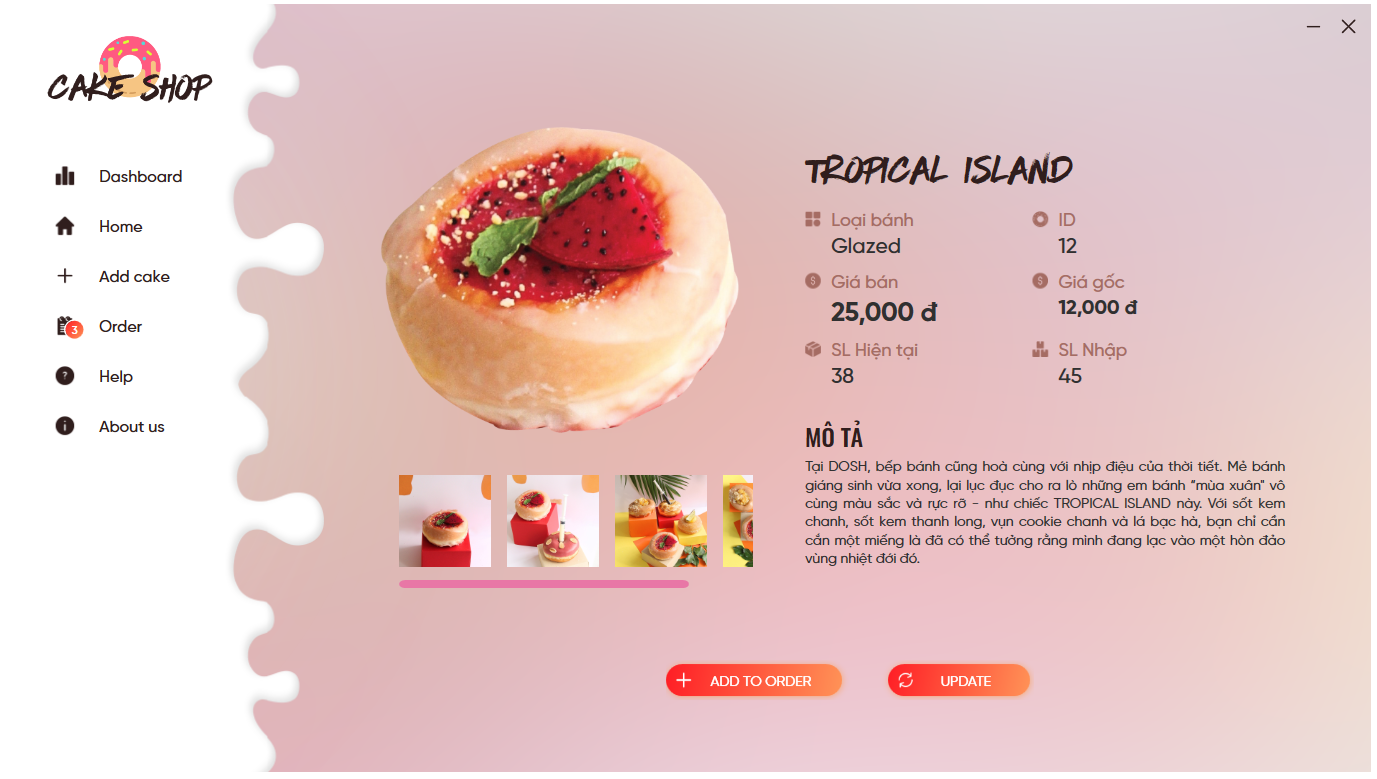 CAKE SHOP
Dashboard
Home
Add cake
3
Order
Help
About us
TROPICAL ISLAND
Loại bánh
ID
Glazed
12
Giá bán
Giá gốc
25,000 đ
12,000 đ
SL Hiện tại
SL Nhập
38
45
MÔ TẢ
Tại DOSH, bếp bánh cũng hoà cùng với nhịp điệu của thời tiết. Mẻ bánh
giáng sinh vừa xong, lại lục đục cho ra lò những em bánh “mùa xuân" vô
cùng màu sắc và rực rỡ - như chiếc TROPICAL ISLAND này. Với sốt kem
chanh, sốt kem thanh long, vụn cookie chanh và lá bạc hà, bạn chỉ cần
cắn một miếng là đã có thể tưởng rằng mình đang lạc vào một hòn đảo
vùng nhiệt đới đó.
ADD TO ORDER
UPDATE